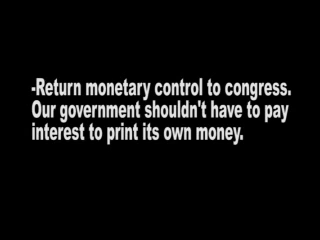 -Return monetary control to congress.
Our government shouldn't have to pay
interest to print its own money.